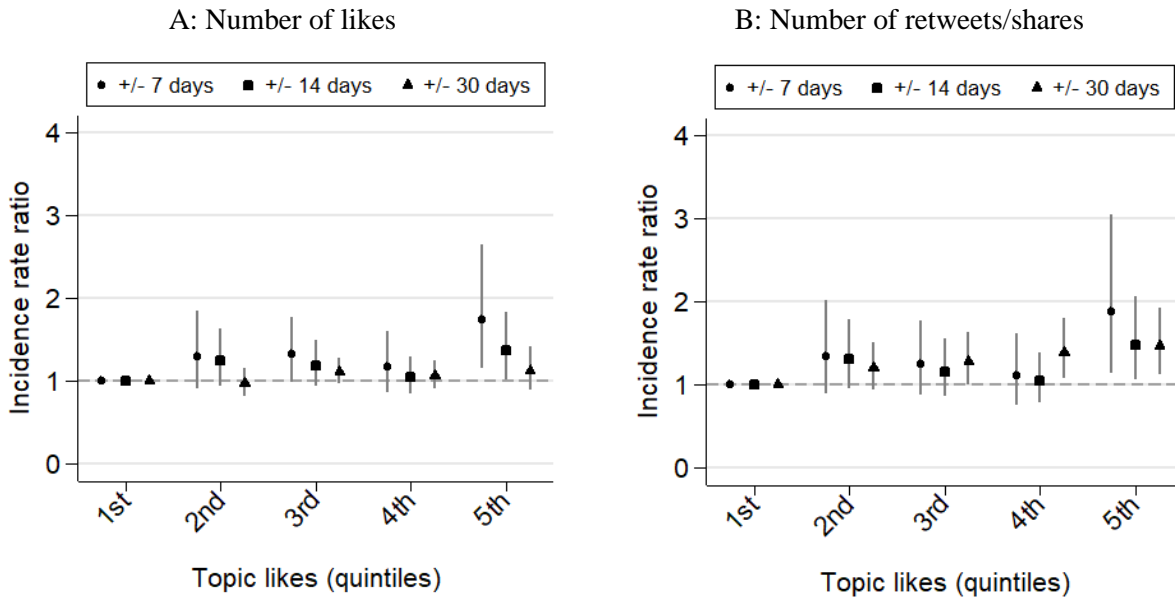 A: Number of likes
+/- 7 days +/- 14 days +/- 30 days
4
3
2
1
0
Incidence rate ratio
1st 2nd 3rd 4th 5th
Topic likes (quintiles)
B: Number of retweets/shares
+/- 7 days +/- 14 days +/- 30 days
4
3
2
1
0
Incidence rate ratio
1st 2nd 3rd 4th 5th
Topic likes (quintiles)